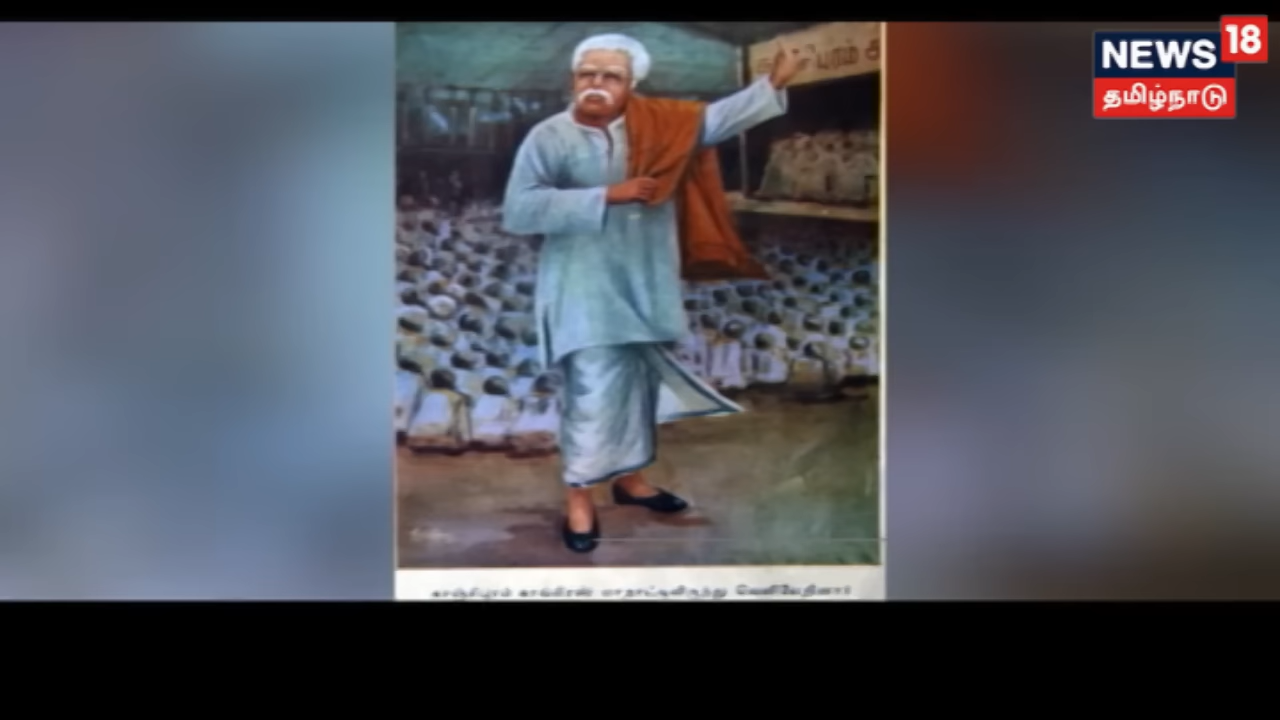 NEWS 18
தமிழ்நாடு
காஞ்சிபுரம் காங்கிரஸ் மாநாட்டிலிருந்து வெளியேறினார்